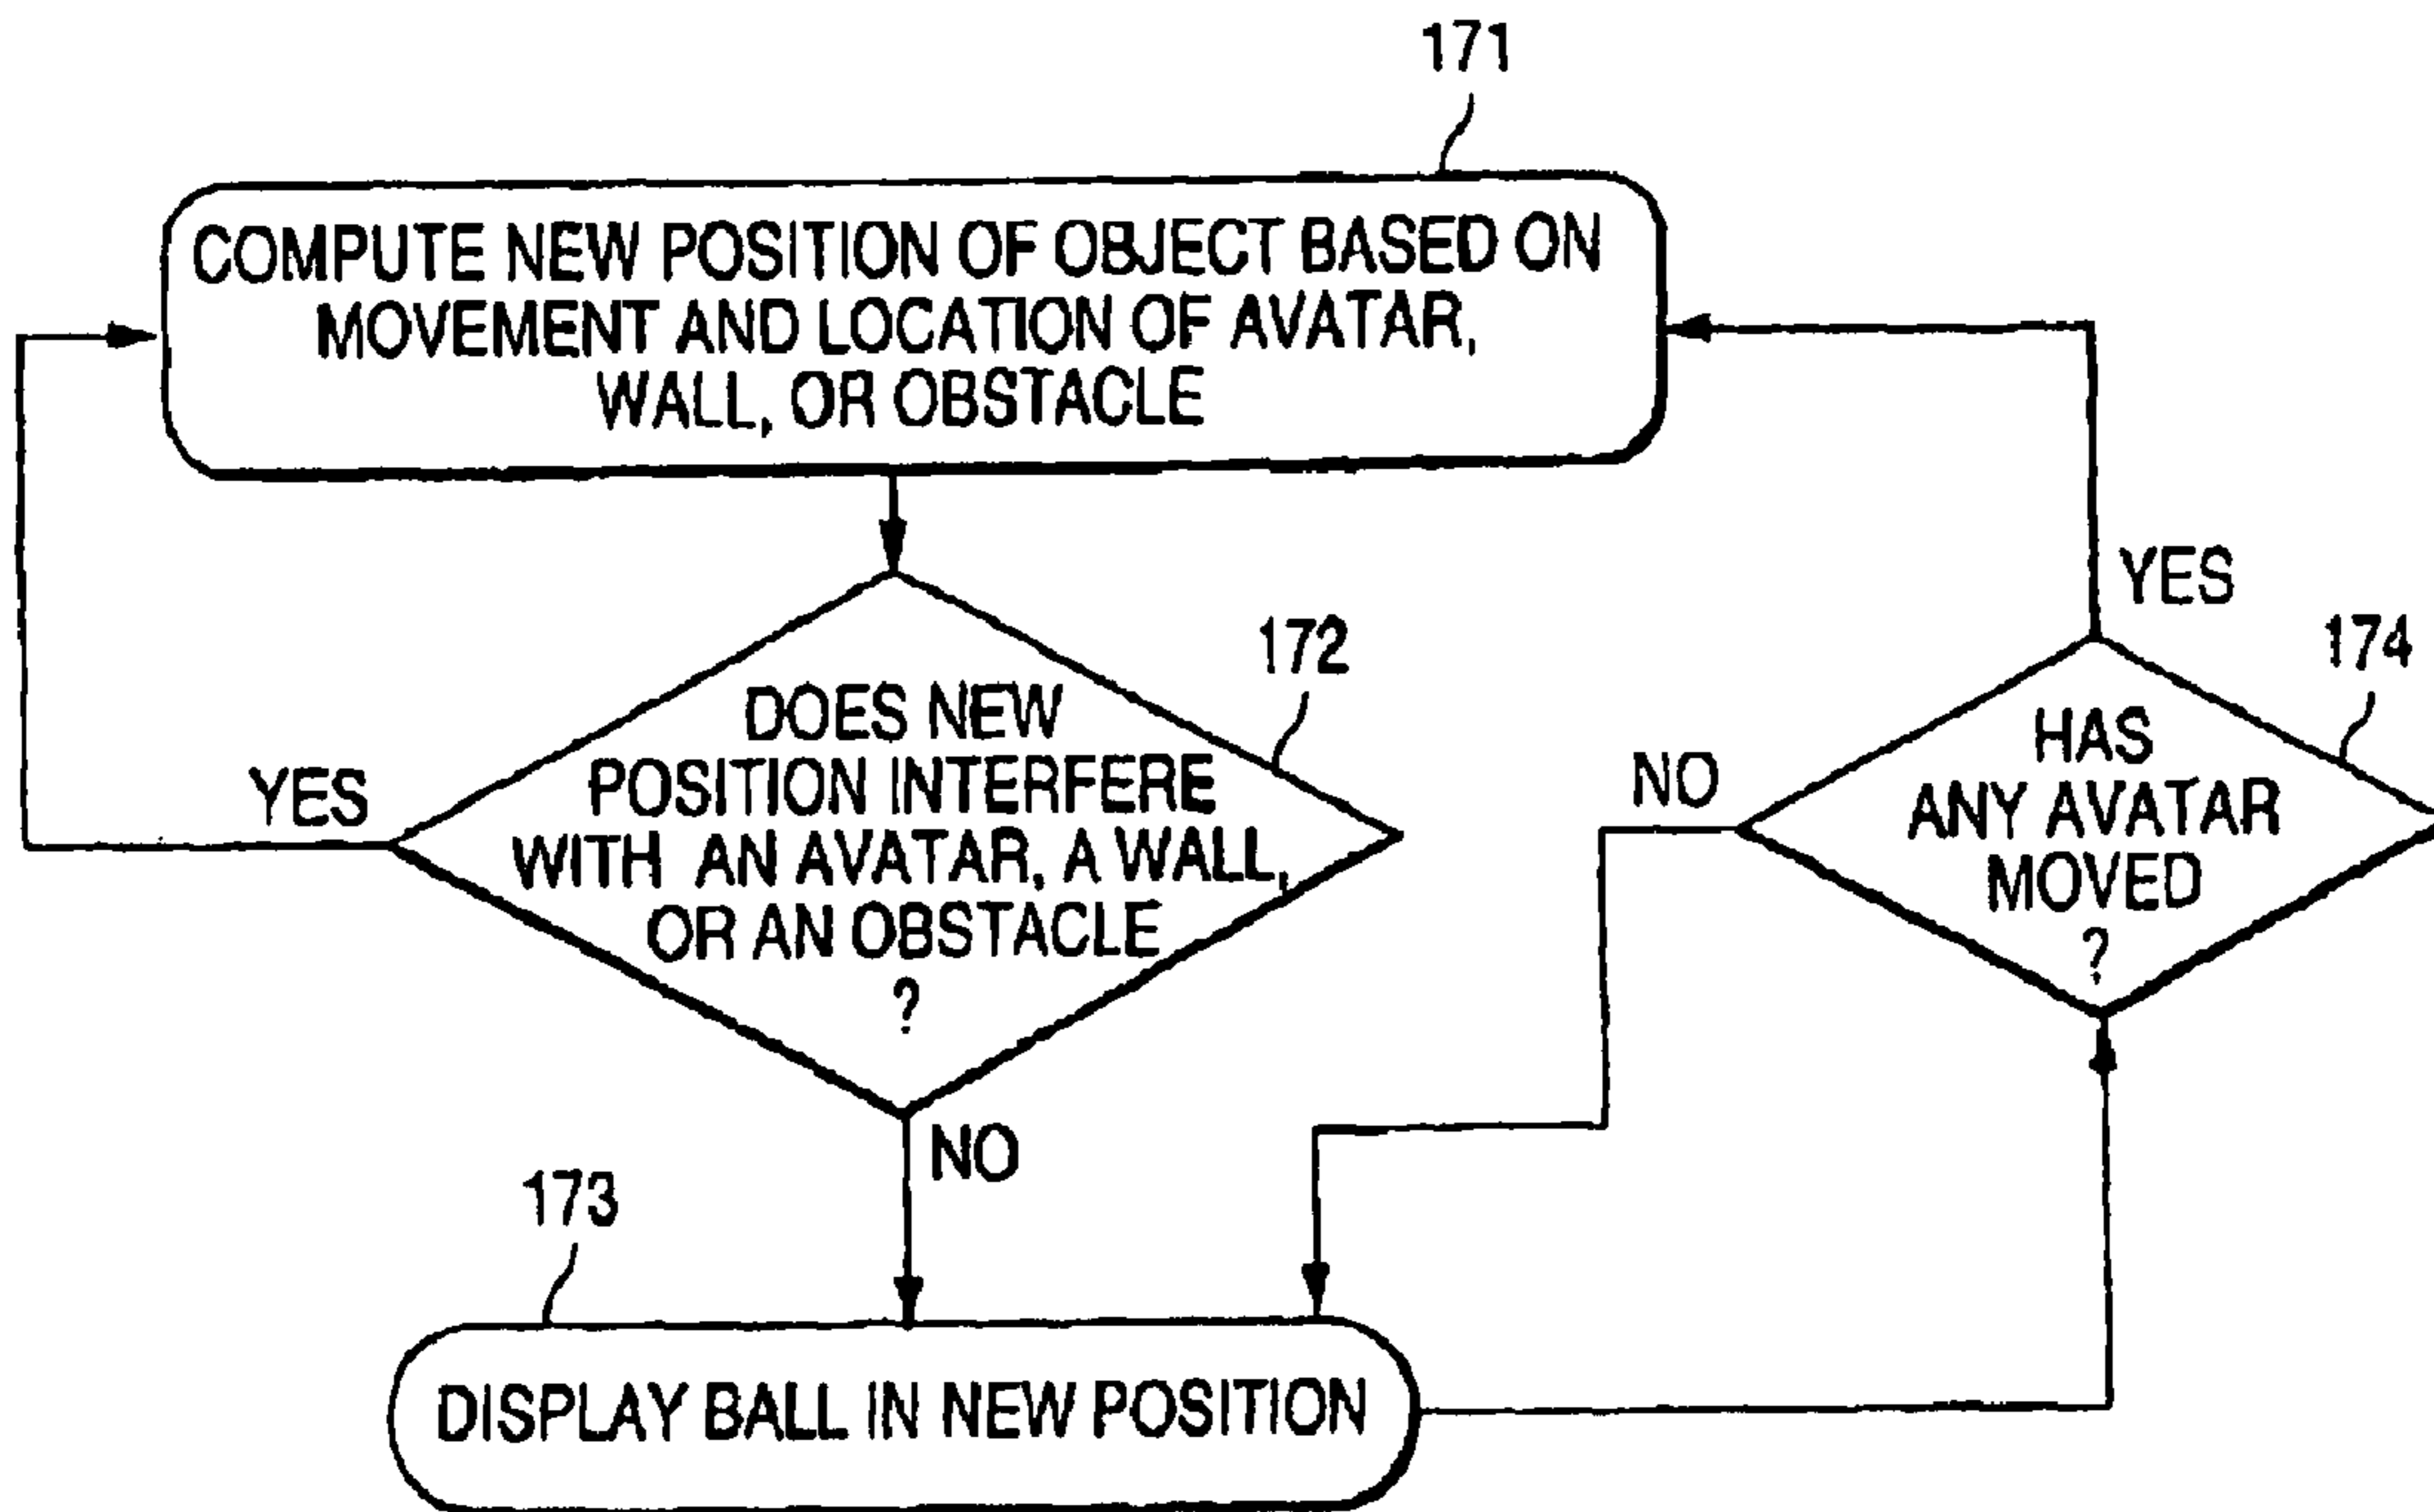 171
COMPUTE NEW POSITION OF OBJECT BASED ON
MOVEMENT AND LOCATION OF AVATAR,
WALL, OR OBSTACLE
172
DOES NEW
POSITION INTERFERE
WITH AN AVATAR, A WALL,
OR AN OBSTACLE
?
YES
NO
173
DISPLAY BALL IN NEW POSITION
174
HAS
ANY AVATAR
MOVED
?
YES
NO